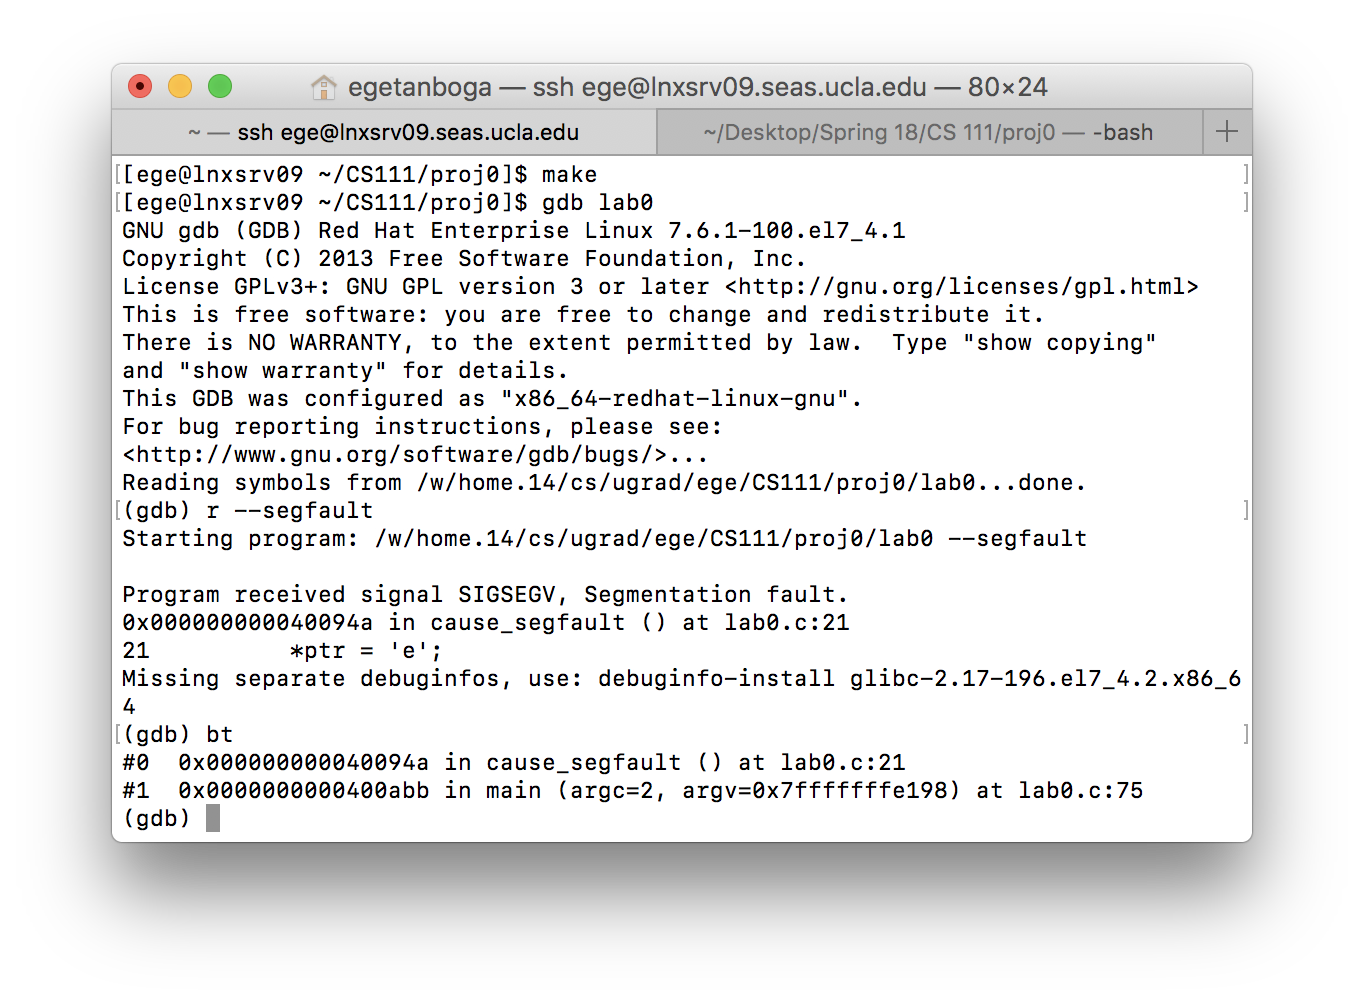 egetanboga — ssh ege@lnxsrv09.seas.ucla.edu — 80×24
~ — ssh ege@lnxsrv09.seas.ucla.edu
~/Desktop/Spring 18/CS 111/proj0 — -bash
[[ege@lnxsrv09 ~/CS111/proj0]$ make ]
[[ege@lnxsrv09 ~/CS111/proj0]$ gdb lab0 ]
GNU gdb (GDB) Red Hat Enterprise Linux 7.6.1-100.el7_4.1
Copyright (C) 2013 Free Software Foundation, Inc.
License GPLv3+: GNU GPL version 3 or later <http://gnu.org/licenses/gpl.html>
This is free software: you are free to change and redistribute it.
There is NO WARRANTY, to the extent permitted by law.  Type "show copying"
and "show warranty" for details.
This GDB was configured as "x86_64-redhat-linux-gnu".
For bug reporting instructions, please see:
<http://www.gnu.org/software/gdb/bugs/>...
Reading symbols from /w/home.14/cs/ugrad/ege/CS111/proj0/lab0...done.
[(gdb) r --segfault ]
Starting program: /w/home.14/cs/ugrad/ege/CS111/proj0/lab0 --segfault
Program received signal SIGSEGV, Segmentation fault.
0x000000000040094a in cause_segfault () at lab0.c:21
21          *ptr = 'e';
Missing separate debuginfos, use: debuginfo-install glibc-2.17-196.el7_4.2.x86_6
4
[(gdb) bt ]
#0  0x000000000040094a in cause_segfault () at lab0.c:21
#1  0x0000000000400abb in main (argc=2, argv=0x7fffffffe198) at lab0.c:75
(gdb)